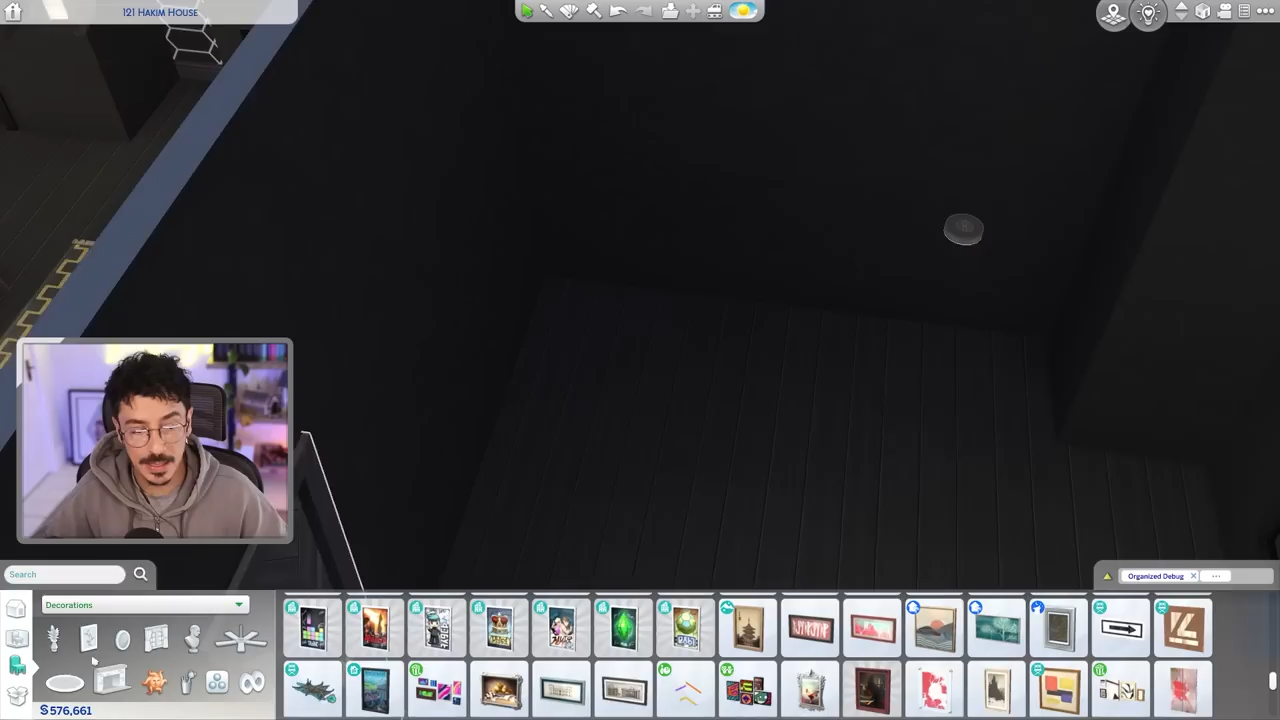 121 Hakim House
Search
Organized Debug
Decorations
§576,661